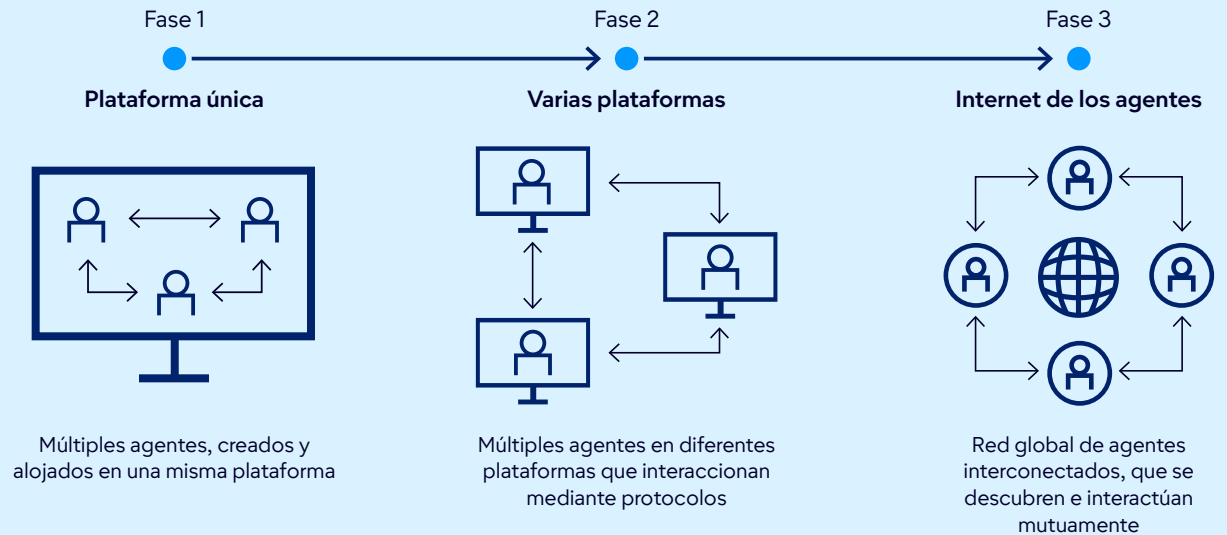 Fase 1
Fase 2
Fase 3
Plataforma única
Varias plataformas
Internet de los agentes
Múltiples agentes, creados y
alojados en una misma plataforma
Múltiples agentes en diferentes
plataformas que interaccionan
mediante protocolos
Red global de agentes
interconectados, que se
descubren e interactúan
mutuamente